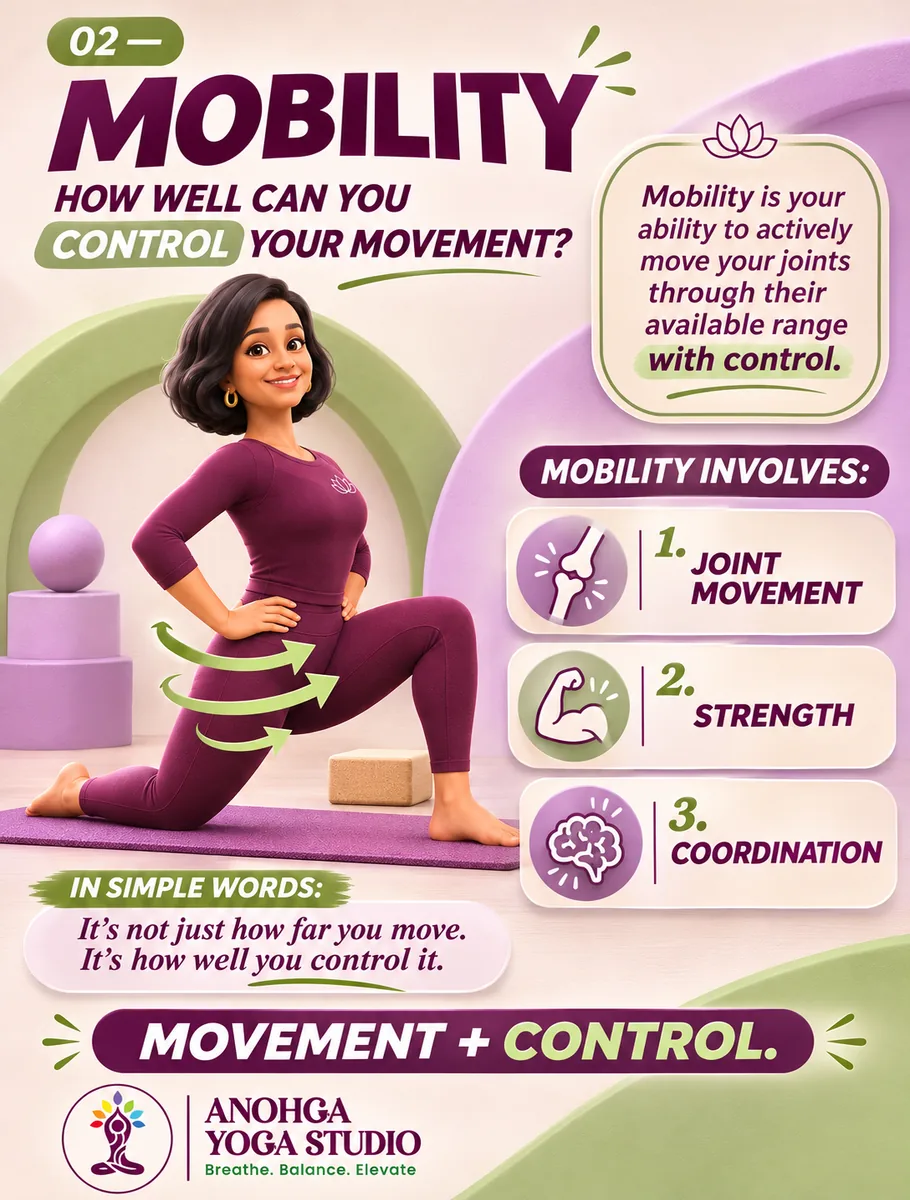 02 —
MOBILITY
HOW WELL CAN YOU
CONTROL YOUR MOVEMENT?
Mobility is your
ability to actively
move your joints
through their
available range
with control.
MOBILITY INVOLVES:
1. JOINT
MOVEMENT
2. STRENGTH
3. COORDINATION
IN SIMPLE WORDS:
It's not just how far you move.
It's how well you control it.
MOVEMENT + CONTROL.
ANOHGA
YOGA STUDIO
Breathe. Balance. Elevate